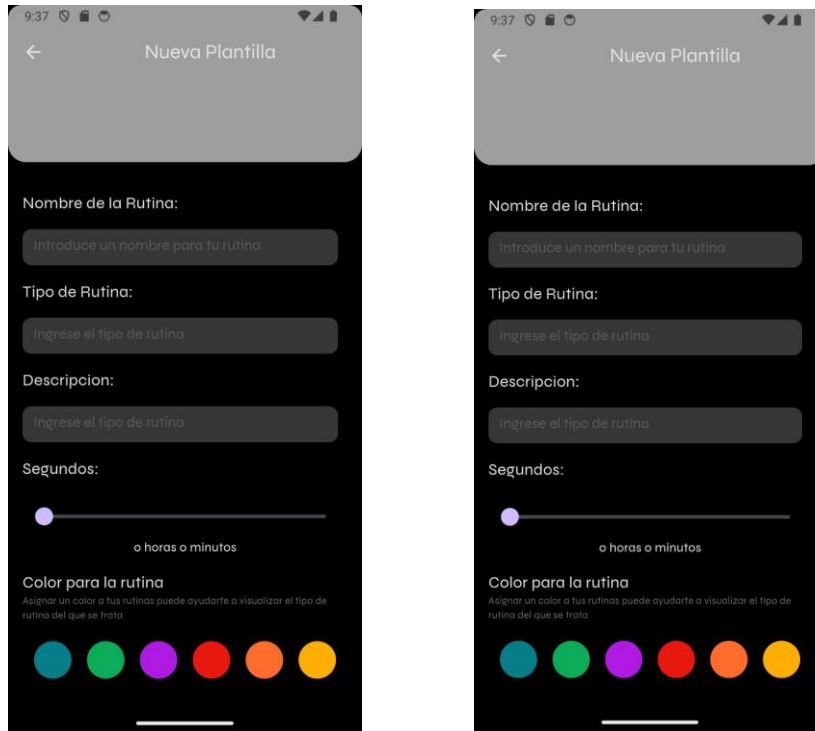 9:37
Nueva Plantilla
Nombre de la Rutina:
Introduce un nombre para tu rutina
Tipo de Rutina:
Ingrese el tipo de rutina
Descripcion:
Ingrese el tipo de rutina
Segundos:
0 horas 0 minutos
Color para la rutina
Asignar un color a tus rutinas puede ayudarte a visualizar el tipo de
rutina del que se trata
9:37
Nueva Plantilla
Nombre de la Rutina:
Introduce un nombre para tu rutina
Tipo de Rutina:
Ingrese el tipo de rutina
Descripcion:
Ingrese el tipo de rutina
Segundos:
0 horas 0 minutos
Color para la rutina
Asignar un color a tus rutinas puede ayudarte a visualizar el tipo de
rutina del que se trata